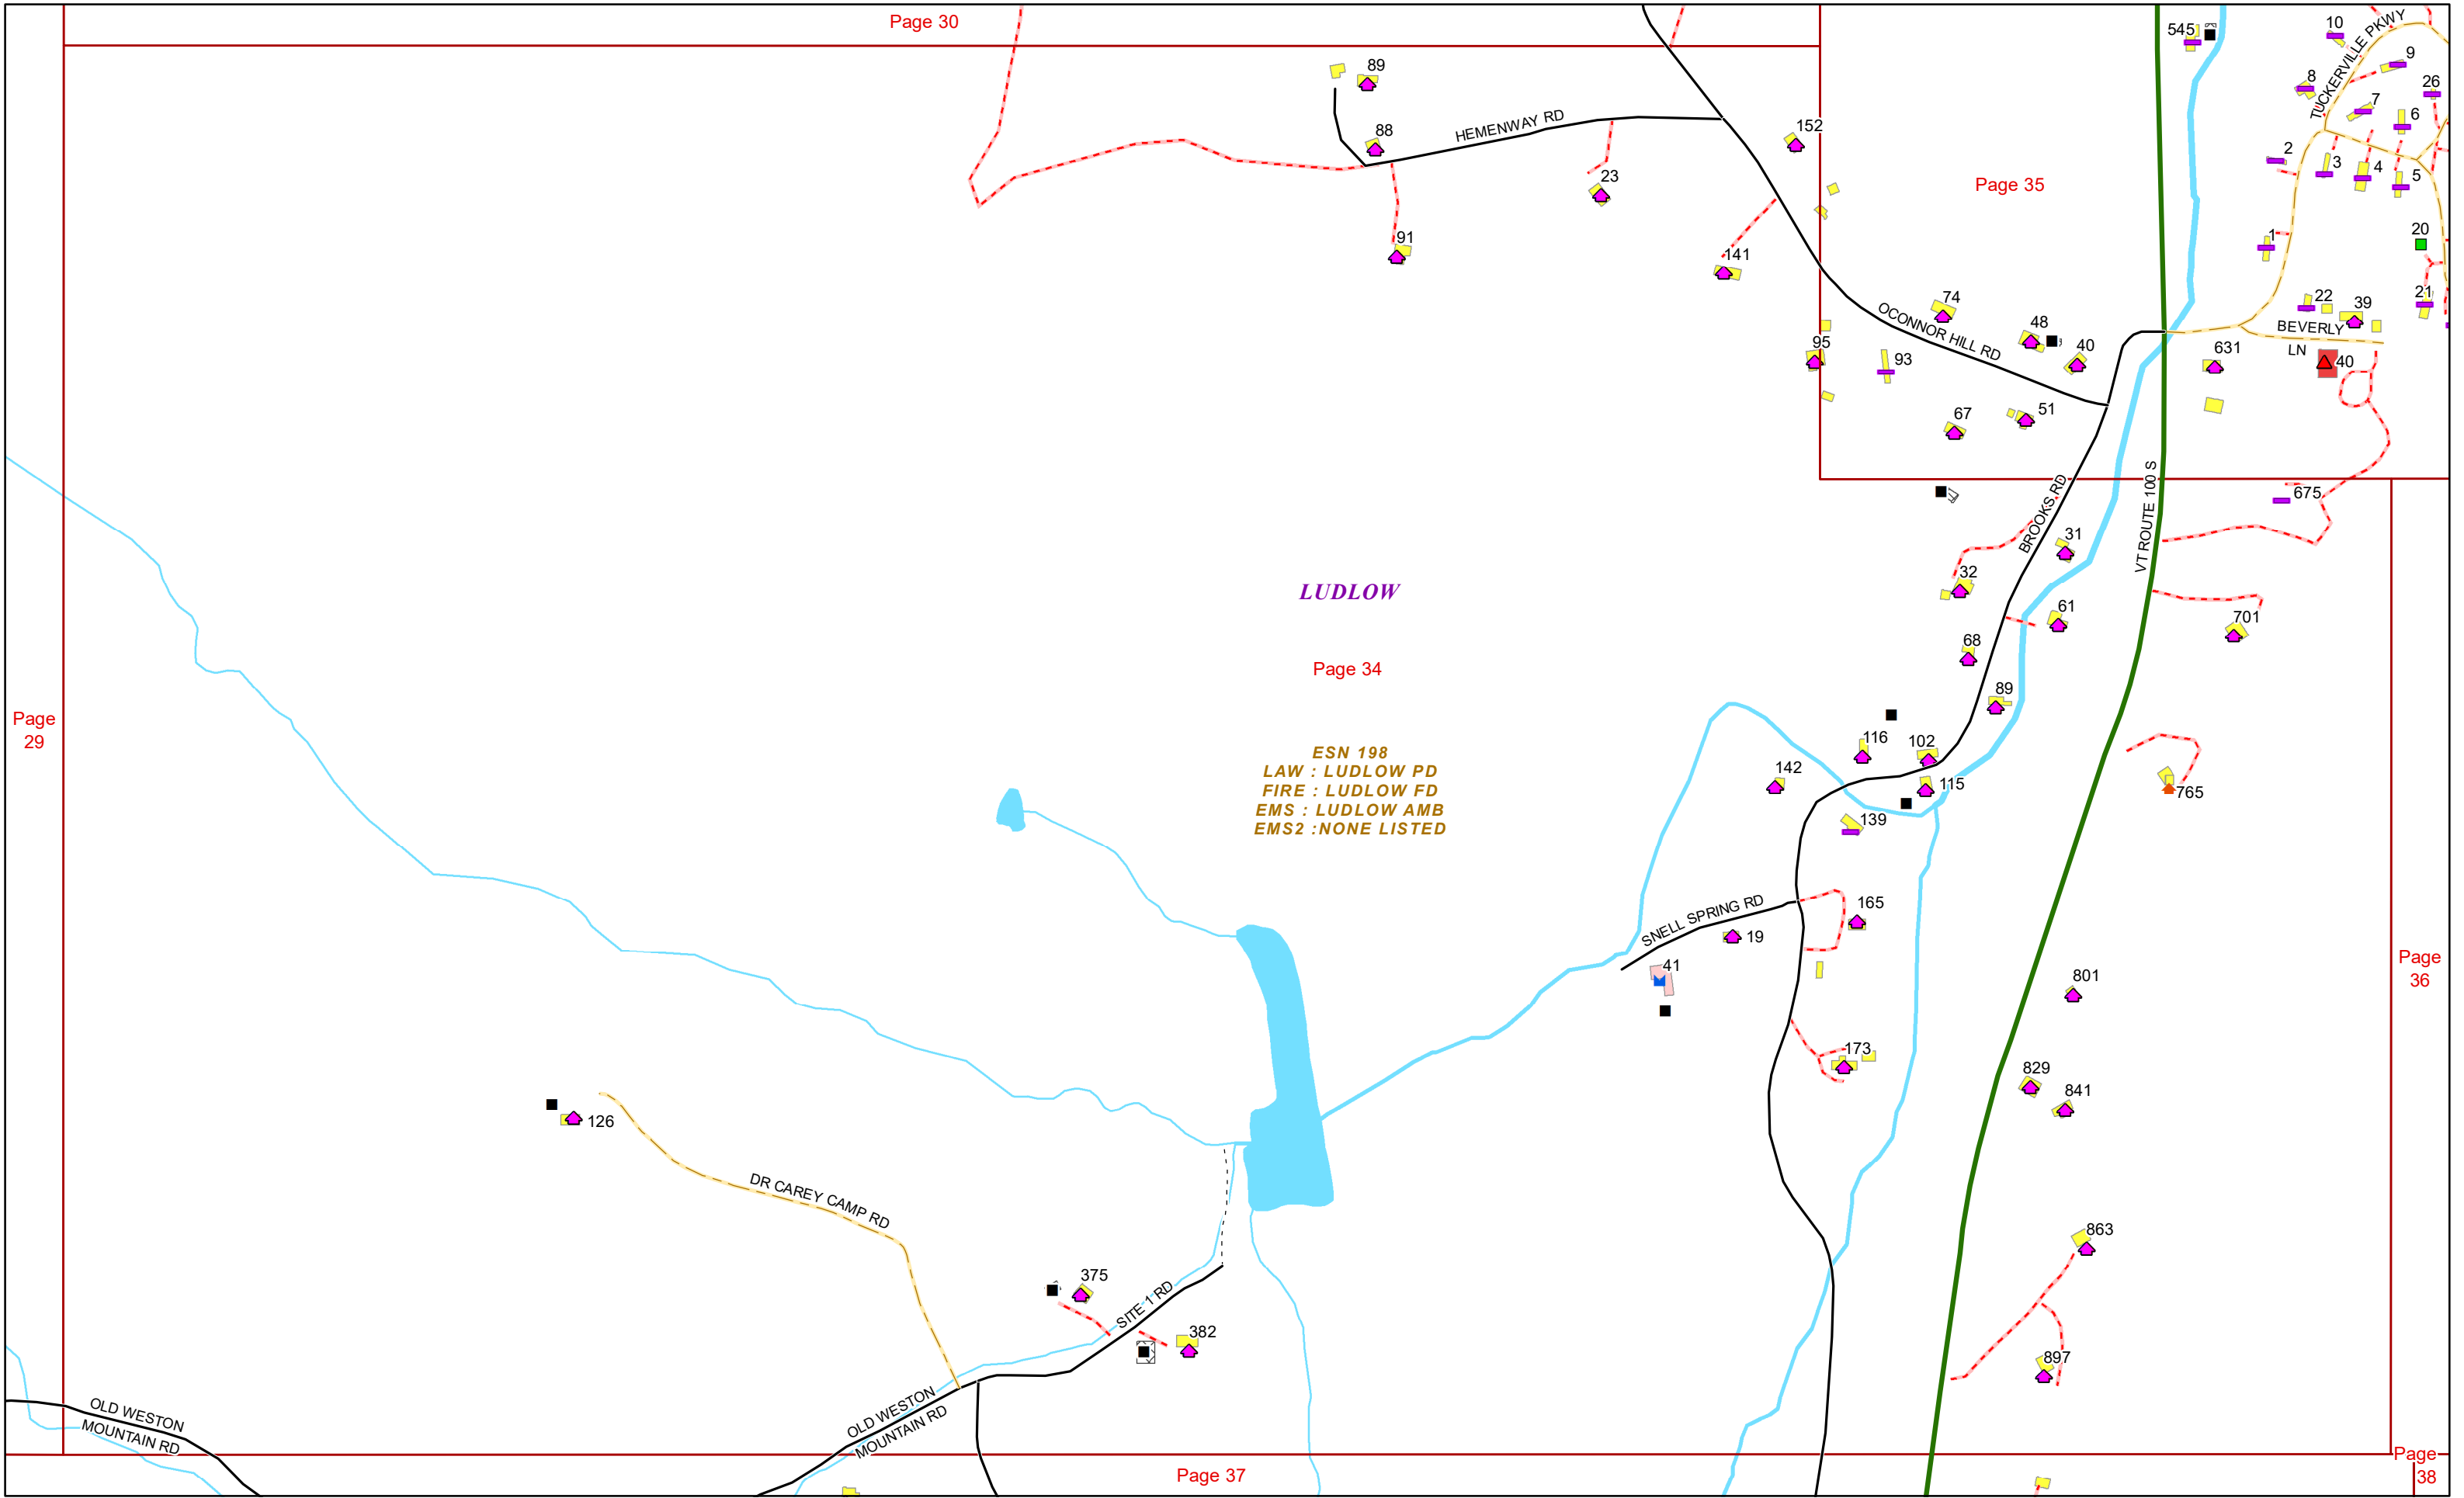 Page 30
545
10
TUCKERVILLE PKWY
9
8
26
7
6
2
3
4
5
89
88
HEMENWAY RD
152
23
Page 35
91
141
1
20
74
22
39
21
OCONNOR HILL RD
48
40
BEVERLY
LN
40
95
93
631
67
51
BROOKS RD
VT ROUTE 100 S
675
31
32
61
701
68
89
LUDLOW
Page 34
Page
29
ESN 198
LAW : LUDLOW PD
FIRE : LUDLOW FD
EMS : LUDLOW AMB
EMS2 :NONE LISTED
116
102
142
115
139
765
SNELL SPRING RD
19
165
41
801
Page
36
173
829
841
126
DR CAREY CAMP RD
863
375
SITE 1 RD
382
897
OLD WESTON
MOUNTAIN RD
OLD WESTON
MOUNTAIN RD
Page 37
Page
38